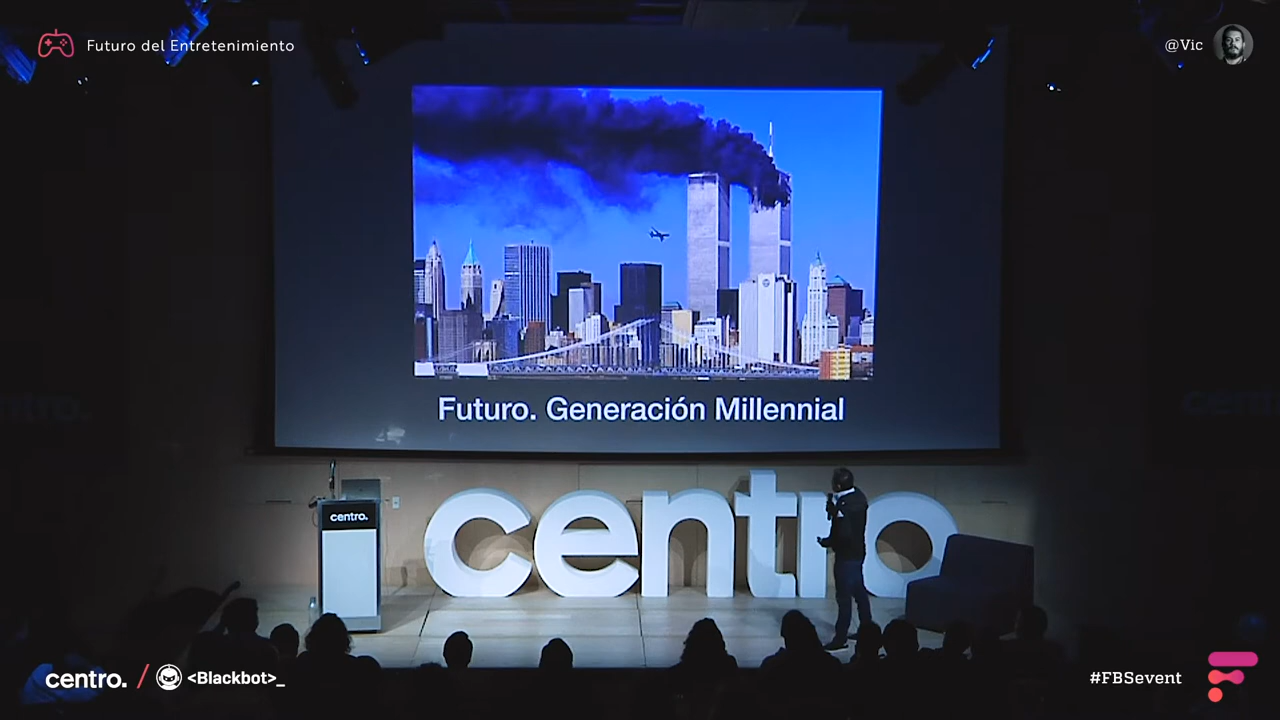 Futuro del Entretenimiento
@Vic
Futuro. Generación Millennial
centro.
centro
centro.
<Blackbot>_
#FBSevent